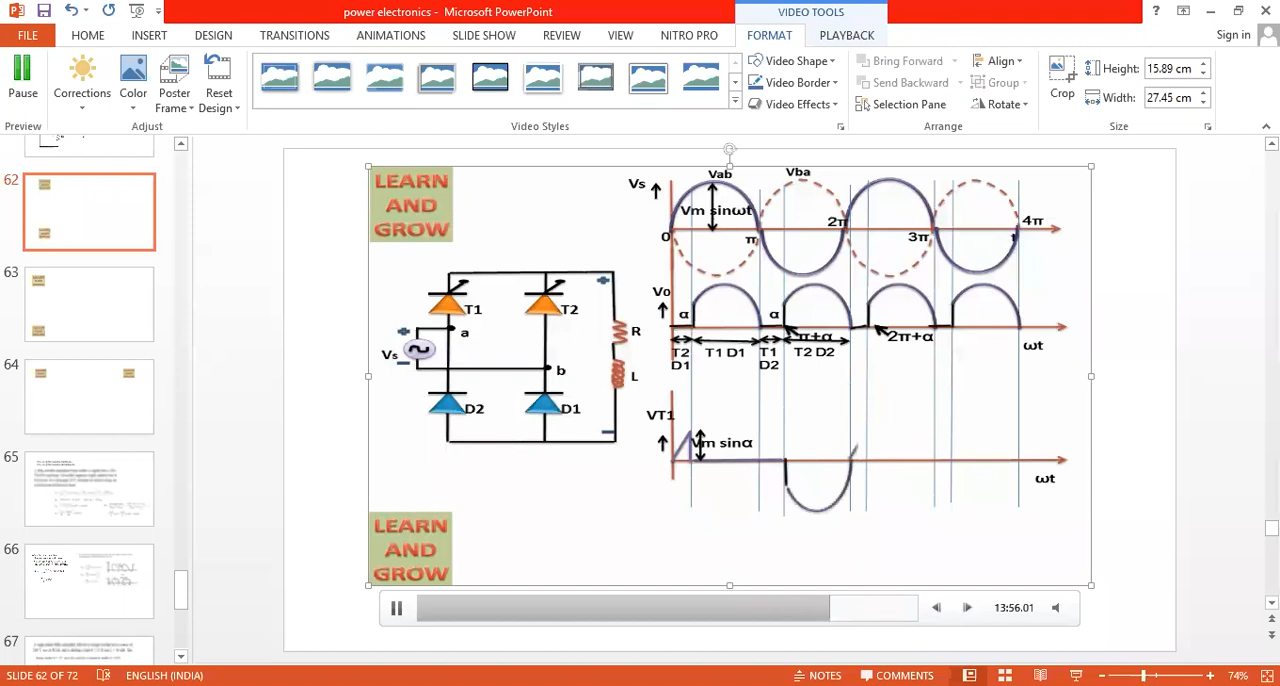 power electronics - Microsoft PowerPoint
VIDEO TOOLS
FILE HOME INSERT DESIGN TRANSITIONS ANIMATIONS SLIDE SHOW REVIEW VIEW NITRO PRO FORMAT PLAYBACK Sign in
Pause
Corrections
Color
Poster
Frame
Reset
Design
Video Shape
Video Border
Video Effects
Bring Forward
Send Backward
Selection Pane
Align
Group
Rotate
Crop
Height: 15.89 cm
Width: 27.45 cm
Preview Adjust Video Styles Arrange Size
62
63
64
65
66
67
LEARN
AND
GROW
T1
T2
a
Vs
b
R
L
D2
D1
Vs
Vab
Vba
Vm sinωt
0
π
2π
3π
4π
t
V0
α
α
π+α
2π+α
ωt
T2
D1
T1 D1
T1
D2
T2 D2
VT1
Vm sinα
ωt
LEARN
AND
GROW
13:56.01
SLIDE 62 OF 72 ENGLISH (INDIA) NOTES COMMENTS 74%